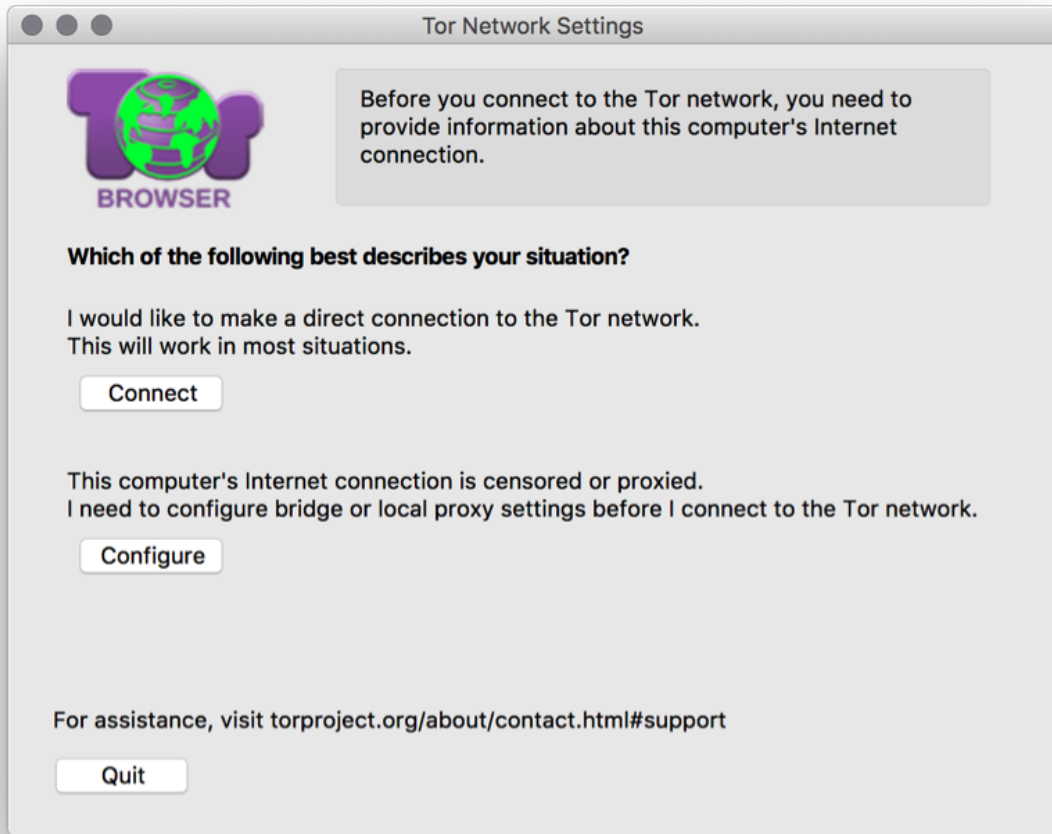 Tor Network Settings
Tor
BROWSER
Before you connect to the Tor network, you need to
provide information about this computer's Internet
connection.
Which of the following best describes your situation?
I would like to make a direct connection to the Tor network.
This will work in most situations.
Connect
This computer's Internet connection is censored or proxied.
I need to configure bridge or local proxy settings before I connect to the Tor network.
Configure
For assistance, visit torproject.org/about/contact.html#support
Quit